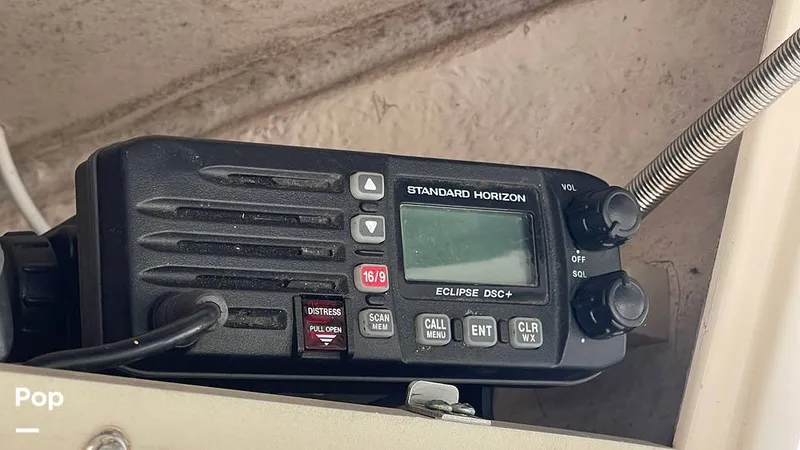 STANDARD HORIZON
VOL
OFF
SQL
16/9
ECLIPSE DSC+
DISTRESS
PULL OPEN
SCAN
MEM
CALL
MENU
ENT
CLR
WX
Pop